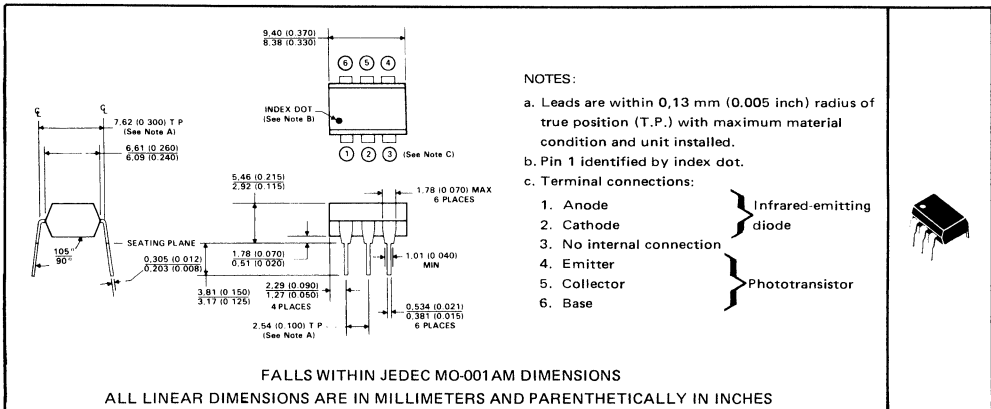 9,40 (0.370)
8.38 (0.330)
6 5 4
INDEX DOT
(See Note B)
1 2 3 (See Note C)
℄ ℄
7.62 (0 300) T P
(See Note A)
6,61 (0 260)
6,09 (0.240)
105°
90°
SEATING PLANE
0,305 (0 012)
0.203 (0 008)
5,46 (0.215)
2,92 (0.115)
1,78 (0 070) MAX
6 PLACES
1.78 (0.070)
0.51 (0 020)
1.01 (0 040)
MIN
3.81 (0 150)
3.17 (0 125)
2,29 (0.090)
1,27 (0.050)
4 PLACES
0,534 (0 021)
0.381 (0.015)
6 PLACES
2.54 (0.100) T P
(See Note A)
NOTES:
a. Leads are within 0,13 mm (0.005 inch) radius of
true position (T.P.) with maximum material
condition and unit installed.
b. Pin 1 identified by index dot.
c. Terminal connections:
1. Anode
2. Cathode
Infrared-emitting
diode
3. No internal connection
4. Emitter
5. Collector
6. Base
Phototransistor
FALLS WITHIN JEDEC MO-001AM DIMENSIONS
ALL LINEAR DIMENSIONS ARE IN MILLIMETERS AND PARENTHETICALLY IN INCHES